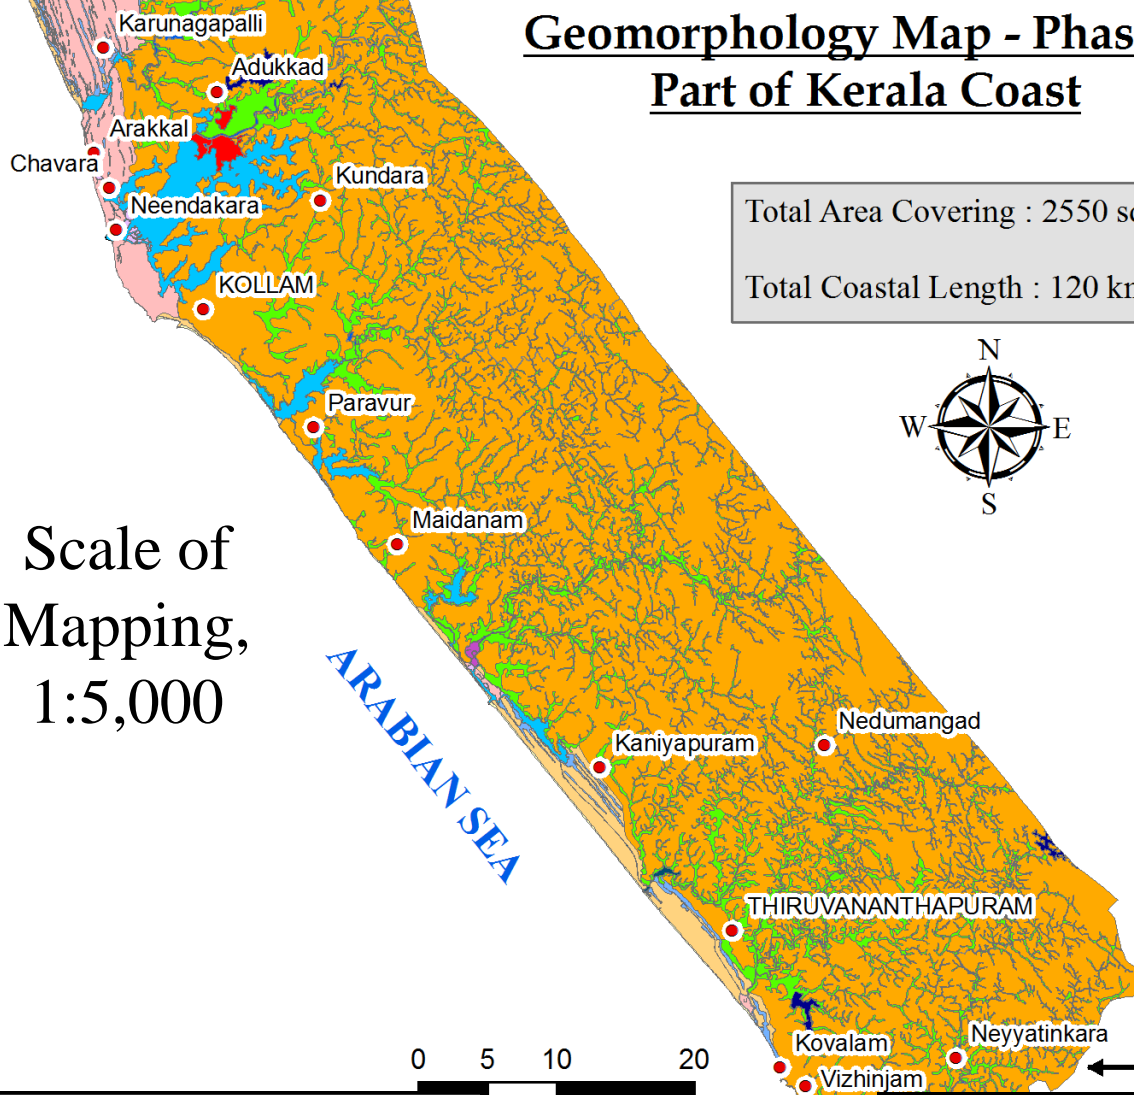 Geomorphology Map - Phas
Part of Kerala Coast
Karunagapalli
Adukkad
Arakkal
Chavara
Kundara
Neendakara
KOLLAM
Total Area Covering : 2550 s
Total Coastal Length : 120 k
N
W
E
S
Paravur
Maidanam
Scale of
Mapping,
1:5,000
ARABIAN SEA
Nedumangad
Kaniyapuram
THIRUVANANTHAPURAM
Kovalam
Neyyatinkara
Vizhinjam
0 5 10 20